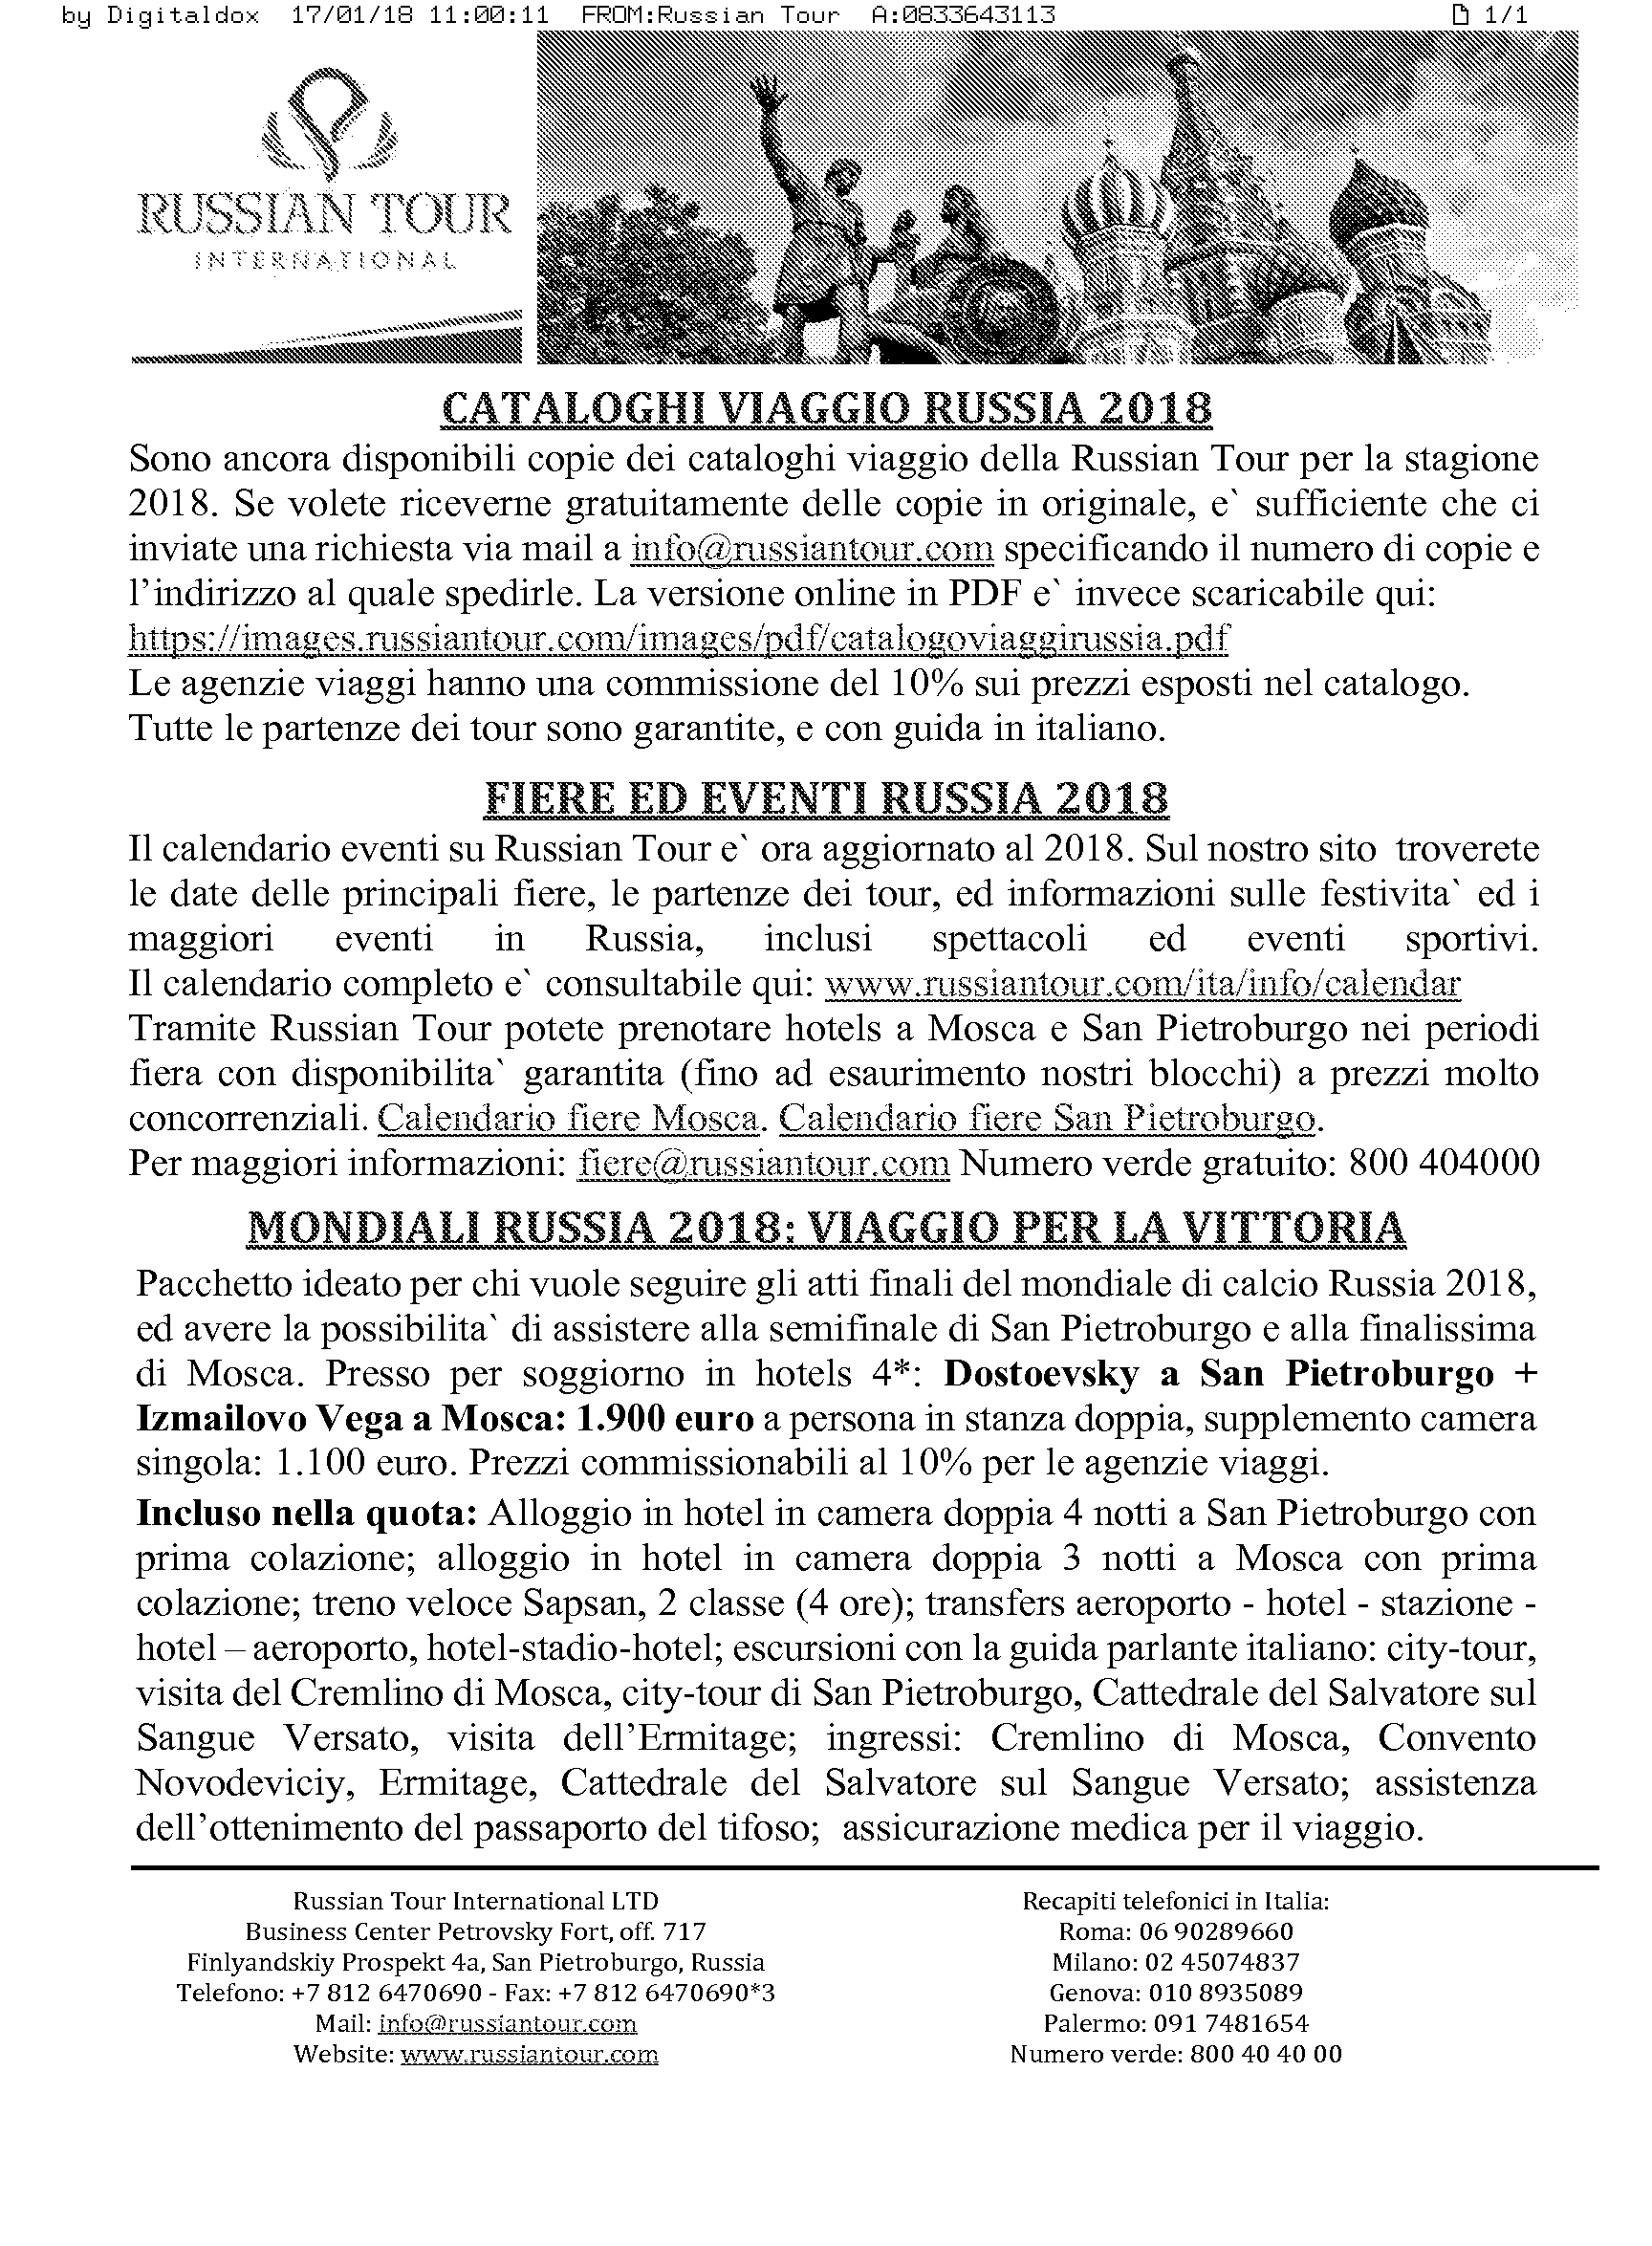 by Digitaldox 17/01/18 11:00:11 FROM:Russian Tour A:0833643113 1/1
RUSSIAN TOUR
INTERNATIONAL
CATALOGHI VIAGGIO RUSSIA 2018
Sono ancora disponibili copie dei cataloghi viaggio della Russian Tour per la stagione
2018. Se volete riceverne gratuitamente delle copie in originale, e` sufficiente che ci
inviate una richiesta via mail a info@russiantour.com specificando il numero di copie e
l’indirizzo al quale spedirle. La versione online in PDF e` invece scaricabile qui:
https://images.russiantour.com/images/pdf/catalogoviaggirussia.pdf
Le agenzie viaggi hanno una commissione del 10% sui prezzi esposti nel catalogo.
Tutte le partenze dei tour sono garantite, e con guida in italiano.
FIERE ED EVENTI RUSSIA 2018
Il calendario eventi su Russian Tour e` ora aggiornato al 2018. Sul nostro sito troverete
le date delle principali fiere, le partenze dei tour, ed informazioni sulle festivita` ed i
maggiori eventi in Russia, inclusi spettacoli ed eventi sportivi.
Il calendario completo e` consultabile qui: www.russiantour.com/ita/info/calendar
Tramite Russian Tour potete prenotare hotels a Mosca e San Pietroburgo nei periodi
fiera con disponibilita` garantita (fino ad esaurimento nostri blocchi) a prezzi molto
concorrenziali. Calendario fiere Mosca. Calendario fiere San Pietroburgo.
Per maggiori informazioni: fiere@russiantour.com Numero verde gratuito: 800 404000
MONDIALI RUSSIA 2018: VIAGGIO PER LA VITTORIA
Pacchetto ideato per chi vuole seguire gli atti finali del mondiale di calcio Russia 2018,
ed avere la possibilita` di assistere alla semifinale di San Pietroburgo e alla finalissima
di Mosca. Presso per soggiorno in hotels 4*: Dostoevsky a San Pietroburgo +
Izmailovo Vega a Mosca: 1.900 euro a persona in stanza doppia, supplemento camera
singola: 1.100 euro. Prezzi commissionabili al 10% per le agenzie viaggi.
Incluso nella quota: Alloggio in hotel in camera doppia 4 notti a San Pietroburgo con
prima colazione; alloggio in hotel in camera doppia 3 notti a Mosca con prima
colazione; treno veloce Sapsan, 2 classe (4 ore); transfers aeroporto - hotel - stazione -
hotel – aeroporto, hotel-stadio-hotel; escursioni con la guida parlante italiano: city-tour,
visita del Cremlino di Mosca, city-tour di San Pietroburgo, Cattedrale del Salvatore sul
Sangue Versato, visita dell’Ermitage; ingressi: Cremlino di Mosca, Convento
Novodeviciy, Ermitage, Cattedrale del Salvatore sul Sangue Versato; assistenza
dell’ottenimento del passaporto del tifoso; assicurazione medica per il viaggio.
Russian Tour International LTD
Business Center Petrovsky Fort, off. 717
Finlyandskiy Prospekt 4a, San Pietroburgo, Russia
Telefono: +7 812 6470690 - Fax: +7 812 6470690*3
Mail: info@russiantour.com
Website: www.russiantour.com
Recapiti telefonici in Italia:
Roma: 06 90289660
Milano: 02 45074837
Genova: 010 8935089
Palermo: 091 7481654
Numero verde: 800 40 40 00